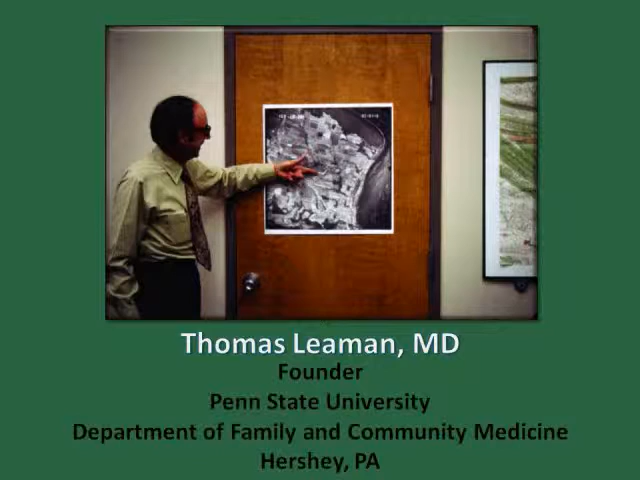 Thomas Leaman, MD
Founder
Penn State University
Department of Family and Community Medicine
Hershey, PA